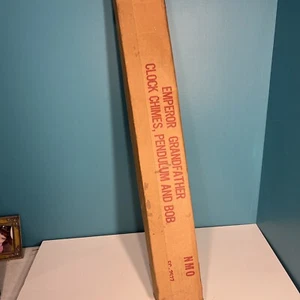 EMPEROR GRANDFATHER
CLOCK CHIMES, PENDULUM AND BOB
NMO